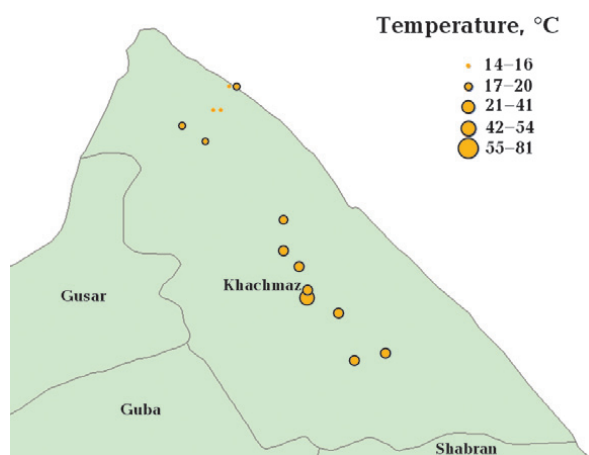 Temperature, °C
14–16
17–20
21–41
42–54
55–81
Khachmaz
Gusar
Guba
Shabran